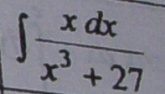 ∫ x dx / x³ + 27